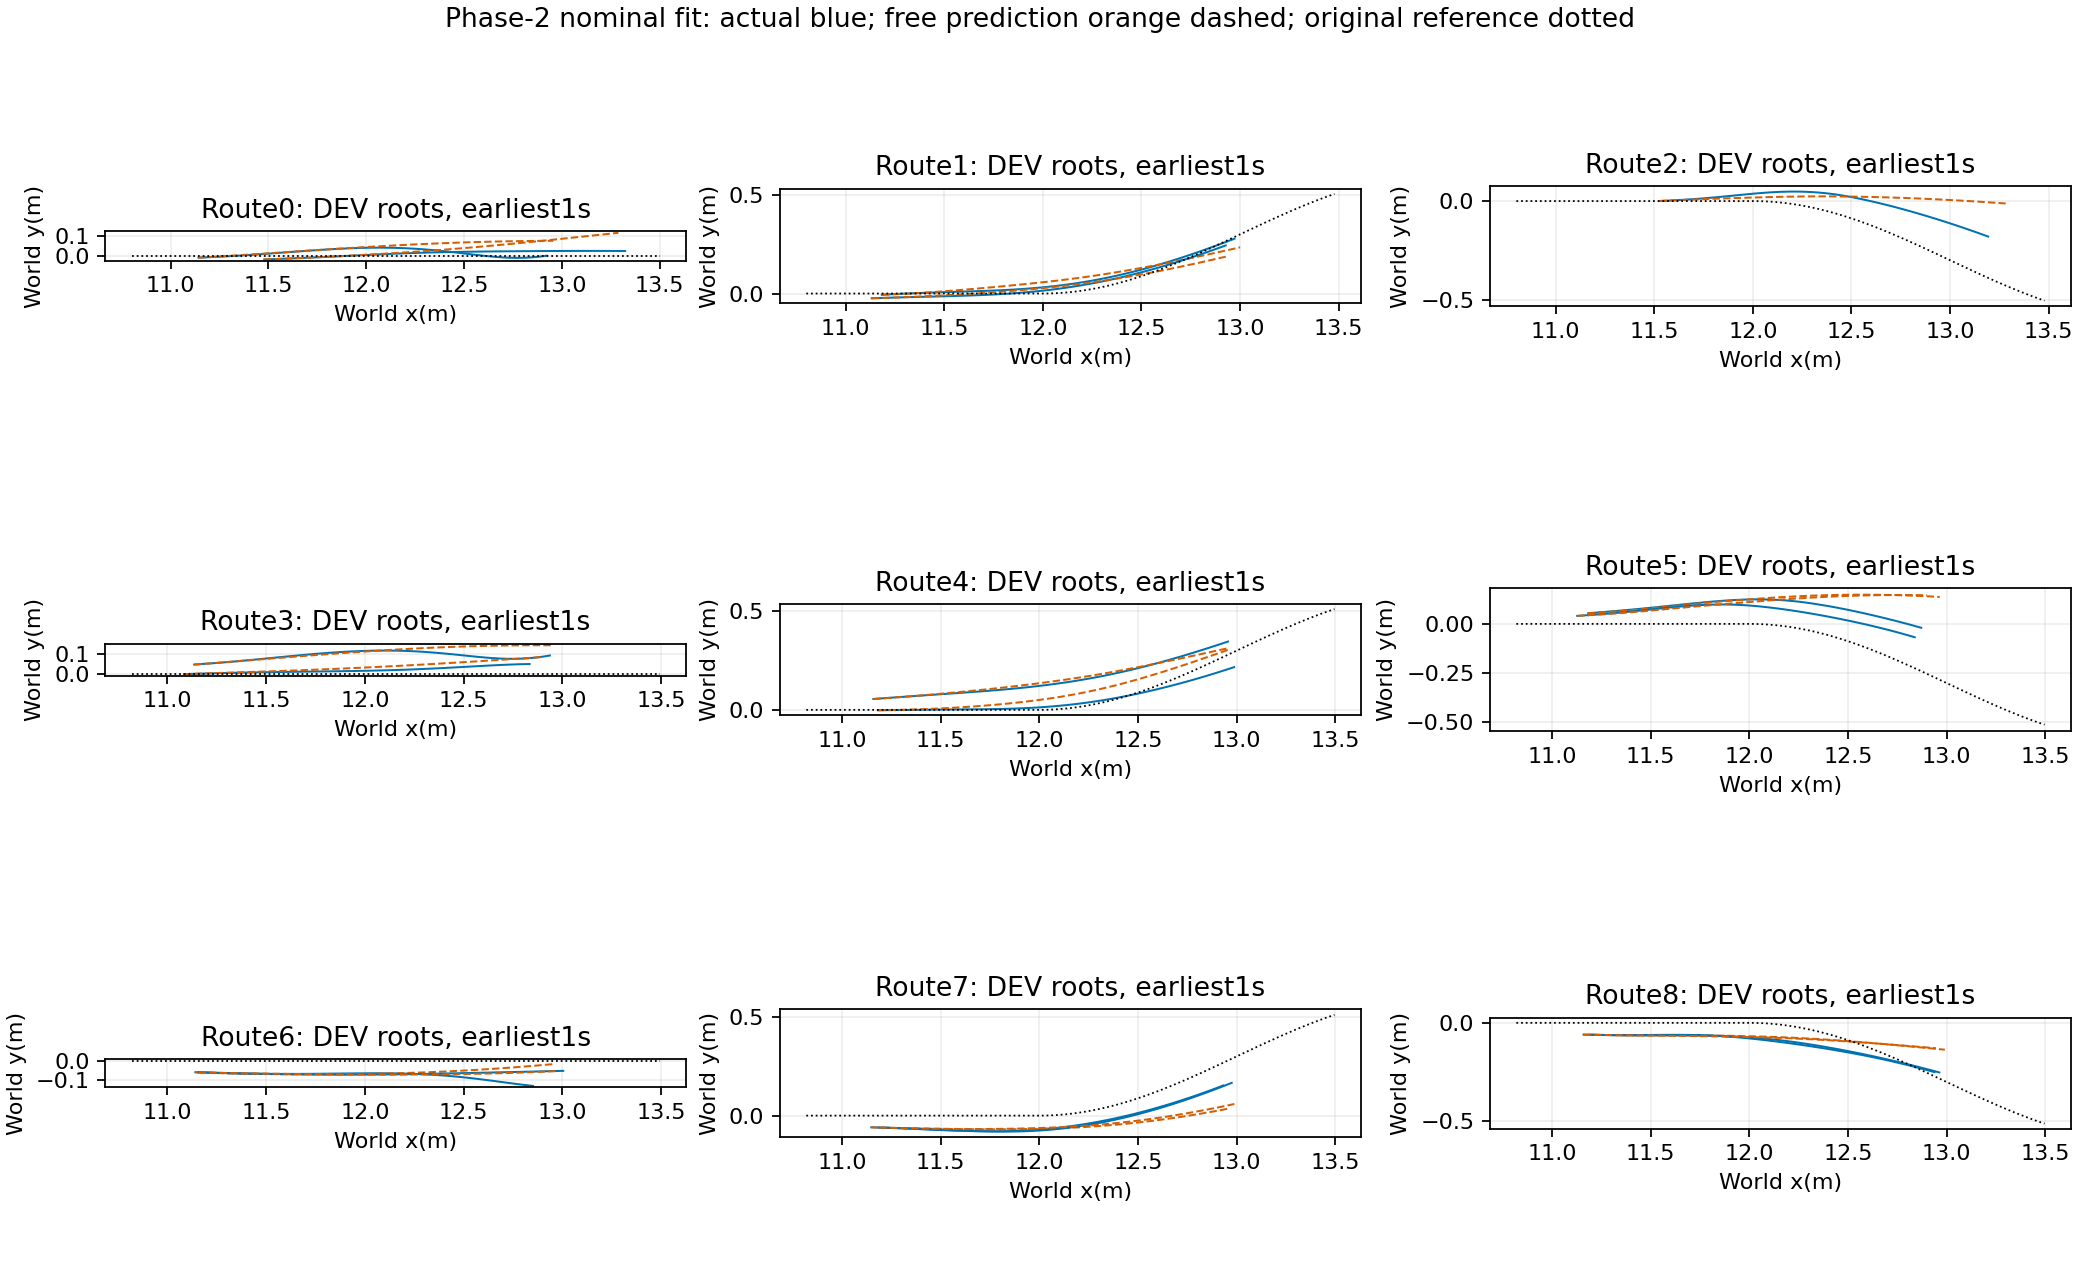 Phase-2 nominal fit: actual blue; free prediction orange dashed; original reference dotted
Route0: DEV roots, earliest1s
World y(m)
0.1
0.0
11.0 11.5 12.0 12.5 13.0 13.5
World x(m)
Route1: DEV roots, earliest1s
World y(m)
0.5
0.0
11.0 11.5 12.0 12.5 13.0 13.5
World x(m)
Route2: DEV roots, earliest1s
World y(m)
0.0
−0.5
11.0 11.5 12.0 12.5 13.0 13.5
World x(m)
Route3: DEV roots, earliest1s
World y(m)
0.1
0.0
11.0 11.5 12.0 12.5 13.0 13.5
World x(m)
Route4: DEV roots, earliest1s
World y(m)
0.5
0.0
11.0 11.5 12.0 12.5 13.0 13.5
World x(m)
Route5: DEV roots, earliest1s
World y(m)
0.00
−0.25
−0.50
11.0 11.5 12.0 12.5 13.0 13.5
World x(m)
Route6: DEV roots, earliest1s
World y(m)
0.0
−0.1
11.0 11.5 12.0 12.5 13.0 13.5
World x(m)
Route7: DEV roots, earliest1s
World y(m)
0.5
0.0
11.0 11.5 12.0 12.5 13.0 13.5
World x(m)
Route8: DEV roots, earliest1s
World y(m)
0.0
−0.5
11.0 11.5 12.0 12.5 13.0 13.5
World x(m)